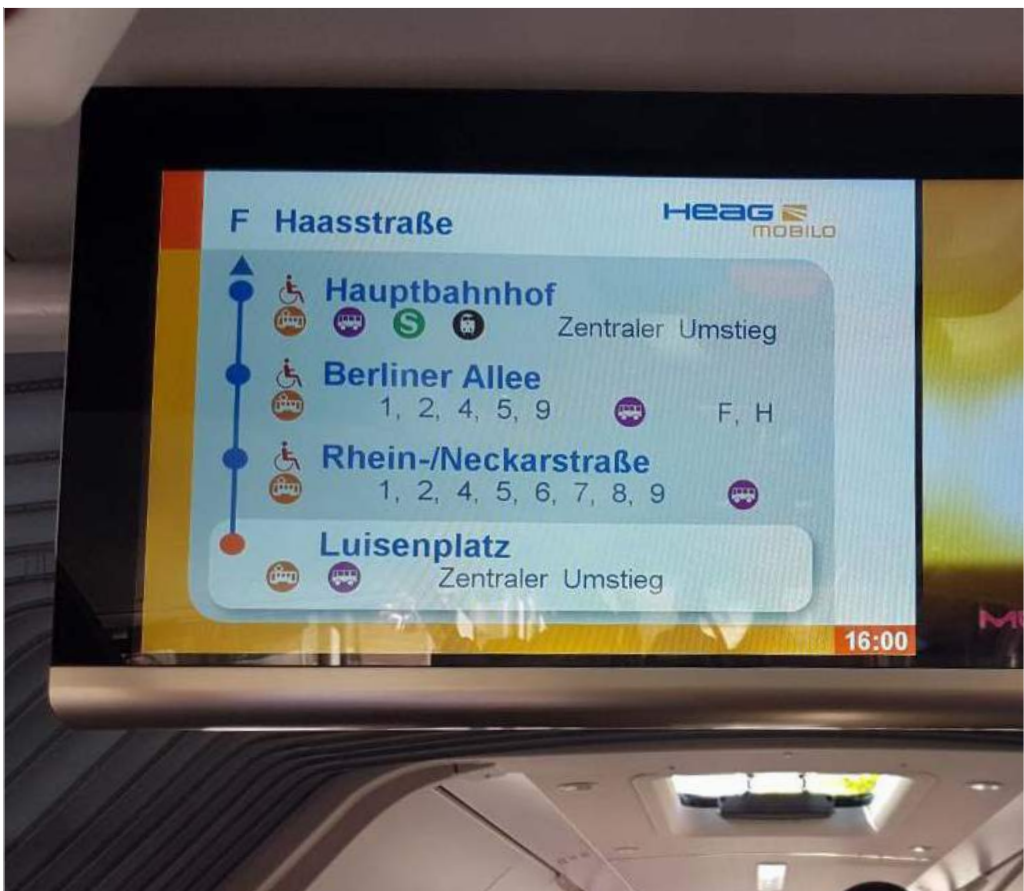 F Haasstraße
HEAG
MOBILO
Hauptbahnhof
S Zentraler Umstieg
Berliner Allee
1, 2, 4, 5, 9 F, H
Rhein-/Neckarstraße
1, 2, 4, 5, 6, 7, 8, 9
Luisenplatz
Zentraler Umstieg
16:00